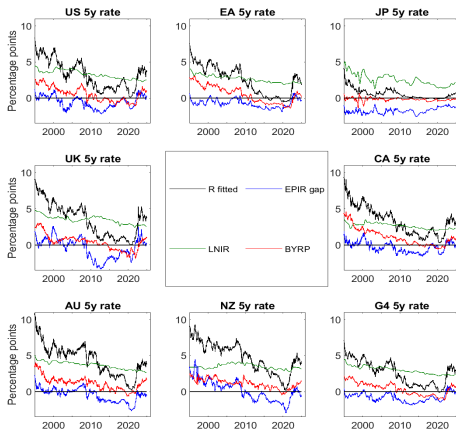 US 5y rate
EA 5y rate
JP 5y rate
Percentage points
10
5
0
2000 2010 2020
10
5
0
2000 2010 2020
10
5
0
2000 2010 2020
UK 5y rate
CA 5y rate
Percentage points
10
5
0
2000 2010 2020
R fitted
EPIR gap
LNIR
BYRP
10
5
0
2000 2010 2020
AU 5y rate
NZ 5y rate
G4 5y rate
Percentage points
10
5
0
2000 2010 2020
10
5
0
2000 2010 2020
10
5
0
2000 2010 2020